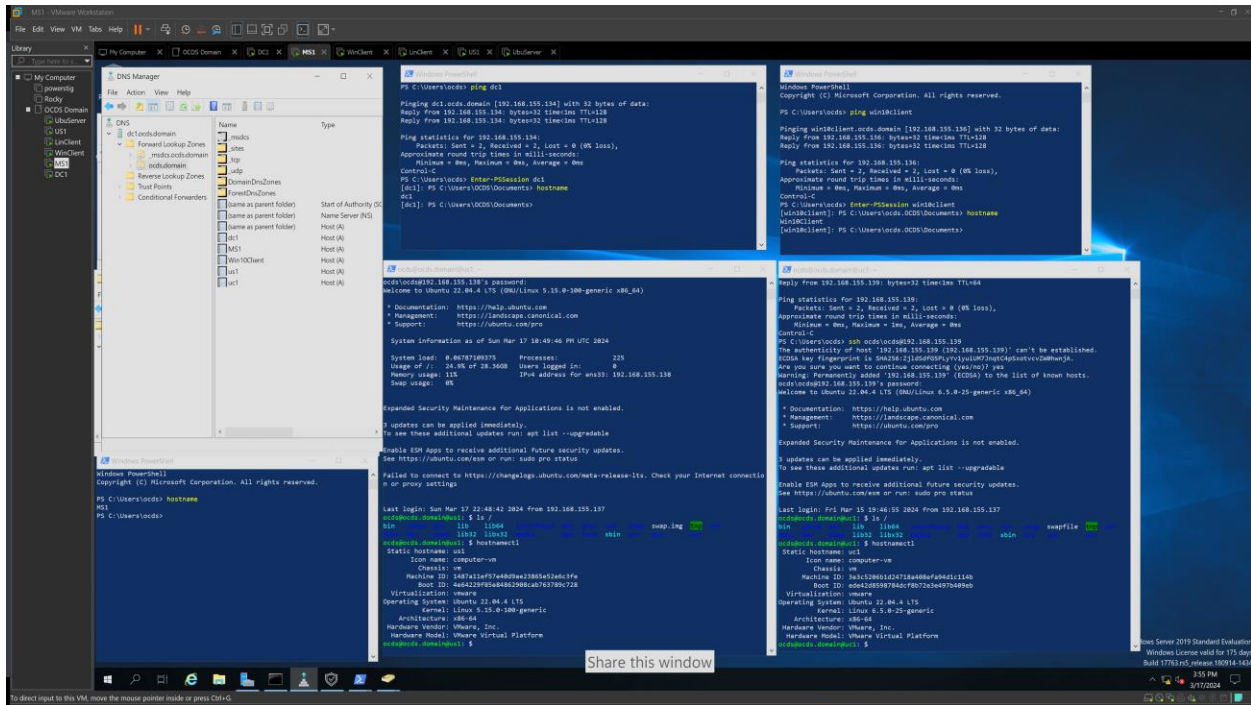 MS1 - VMware Workstation
File Edit View VM Tabs Help
Library
Type here to s...
My Computer
powerstig
Rocky
OCDS Domain
UbuServer
US1
LinClient
WinClient
MS1
DC1
My Computer
OCDS Domain
DC1
MS1
WinClient
LinClient
US1
UbuServer
DNS Manager
File Action View Help
DNS
dc1.ocds.domain
Forward Lookup Zones
_msdcs.ocds.domain
ocds.domain
Reverse Lookup Zones
Trust Points
Conditional Forwarders
Name Type
_msdcs
_sites
_tcp
_udp
DomainDnsZones
ForestDnsZones
(same as parent folder) Start of Authority (SO
(same as parent folder) Name Server (NS)
(same as parent folder) Host (A)
dc1 Host (A)
MS1 Host (A)
Win10Client Host (A)
us1 Host (A)
uc1 Host (A)
Windows PowerShell
PS C:\Users\ocds> ping dc1
Pinging dc1.ocds.domain [192.168.155.134] with 32 bytes of data:
Reply from 192.168.155.134: bytes=32 time<1ms TTL=128
Reply from 192.168.155.134: bytes=32 time<1ms TTL=128
Ping statistics for 192.168.155.134:
Packets: Sent = 2, Received = 2, Lost = 0 (0% loss),
Approximate round trip times in milli-seconds:
Minimum = 0ms, Maximum = 0ms, Average = 0ms
Control-C
PS C:\Users\ocds> Enter-PSSession dc1
[dc1]: PS C:\Users\OCDS\Documents> hostname
dc1
[dc1]: PS C:\Users\OCDS\Documents>
Windows PowerShell
Windows PowerShell
Copyright (C) Microsoft Corporation. All rights reserved.
PS C:\Users\ocds> ping win10client
Pinging win10client.ocds.domain [192.168.155.136] with 32 bytes of data:
Reply from 192.168.155.136: bytes=32 time<1ms TTL=128
Reply from 192.168.155.136: bytes=32 time<1ms TTL=128
Ping statistics for 192.168.155.136:
Packets: Sent = 2, Received = 2, Lost = 0 (0% loss),
Approximate round trip times in milli-seconds:
Minimum = 0ms, Maximum = 0ms, Average = 0ms
Control-C
PS C:\Users\ocds> Enter-PSSession win10client
[win10client]: PS C:\Users\ocds.OCDS\Documents> hostname
Win10Client
[win10client]: PS C:\Users\ocds.OCDS\Documents>
Windows PowerShell
Windows PowerShell
Copyright (C) Microsoft Corporation. All rights reserved.
PS C:\Users\ocds> hostname
MS1
PS C:\Users\ocds>
ocds@ocds.domain@us1: ~
ocds\ocds@192.168.155.138's password:
Welcome to Ubuntu 22.04.4 LTS (GNU/Linux 5.15.0-100-generic x86_64)
* Documentation: https://help.ubuntu.com
* Management: https://landscape.canonical.com
* Support: https://ubuntu.com/pro
System information as of Sun Mar 17 10:49:46 PM UTC 2024
System load: 0.06787109375 Processes: 225
Usage of /: 24.9% of 28.36GB Users logged in: 0
Memory usage: 11% IPv4 address for ens33: 192.168.155.138
Swap usage: 0%
Expanded Security Maintenance for Applications is not enabled.
3 updates can be applied immediately.
To see these additional updates run: apt list --upgradable
Enable ESM Apps to receive additional future security updates.
See https://ubuntu.com/esm or run: sudo pro status
Failed to connect to https://changelogs.ubuntu.com/meta-release-lts. Check your Internet connectio
n or proxy settings
Last login: Sun Mar 17 22:48:42 2024 from 192.168.155.137
ocds@ocds.domain@us1: $ ls /
bin lib lib64 swap.img
lib32 libx32 sbin
ocds@ocds.domain@us1: $ hostnamectl
Static hostname: us1
Icon name: computer-vm
Chassis: vm
Machine ID:
Boot ID:
Virtualization: vmware
Operating System: Ubuntu 22.04.4 LTS
Kernel: Linux 5.15.0-100-generic
Architecture: x86-64
Hardware Vendor: VMware, Inc.
Hardware Model: VMware Virtual Platform
ocds@ocds.domain@us1: $
ocds@ocds.domain@uc1: ~
Reply from 192.168.155.139: bytes=32 time<1ms TTL=64
Ping statistics for 192.168.155.139:
Packets: Sent = 2, Received = 2, Lost = 0 (0% loss),
Approximate round trip times in milli-seconds:
Minimum = 0ms, Maximum = 1ms, Average = 0ms
Control-C
PS C:\Users\ocds> ssh ocds\ocds@192.168.155.139
The authenticity of host '192.168.155.139 (192.168.155.139)' can't be established.
ECDSA key fingerprint is
Are you sure you want to continue connecting (yes/no)? yes
Warning: Permanently added '192.168.155.139' (ECDSA) to the list of known hosts.
ocds\ocds@192.168.155.139's password:
Welcome to Ubuntu 22.04.4 LTS (GNU/Linux 6.5.0-25-generic x86_64)
* Documentation: https://help.ubuntu.com
* Management: https://landscape.canonical.com
* Support: https://ubuntu.com/pro
Expanded Security Maintenance for Applications is not enabled.
3 updates can be applied immediately.
To see these additional updates run: apt list --upgradable
Enable ESM Apps to receive additional future security updates.
See https://ubuntu.com/esm or run: sudo pro status
Last login: Fri Mar 15 19:46:55 2024 from 192.168.155.137
ocds@ocds.domain@uc1: $ ls /
bin lib lib64 swapfile
lib32 libx32 sbin
ocds@ocds.domain@uc1: $ hostnamectl
Static hostname: uc1
Icon name: computer-vm
Chassis: vm
Machine ID:
Boot ID:
Virtualization: vmware
Operating System: Ubuntu 22.04.4 LTS
Kernel: Linux 6.5.0-25-generic
Architecture: x86-64
Hardware Vendor: VMware, Inc.
Hardware Model: VMware Virtual Platform
ocds@ocds.domain@uc1: $
Share this window
dows Server 2019 Standard Evaluation
Windows License valid for 175 days
Build 17763.rs5_release.180914-1434
3:55 PM
3/17/2024
To direct input to this VM, move the mouse pointer inside or press Ctrl+G.